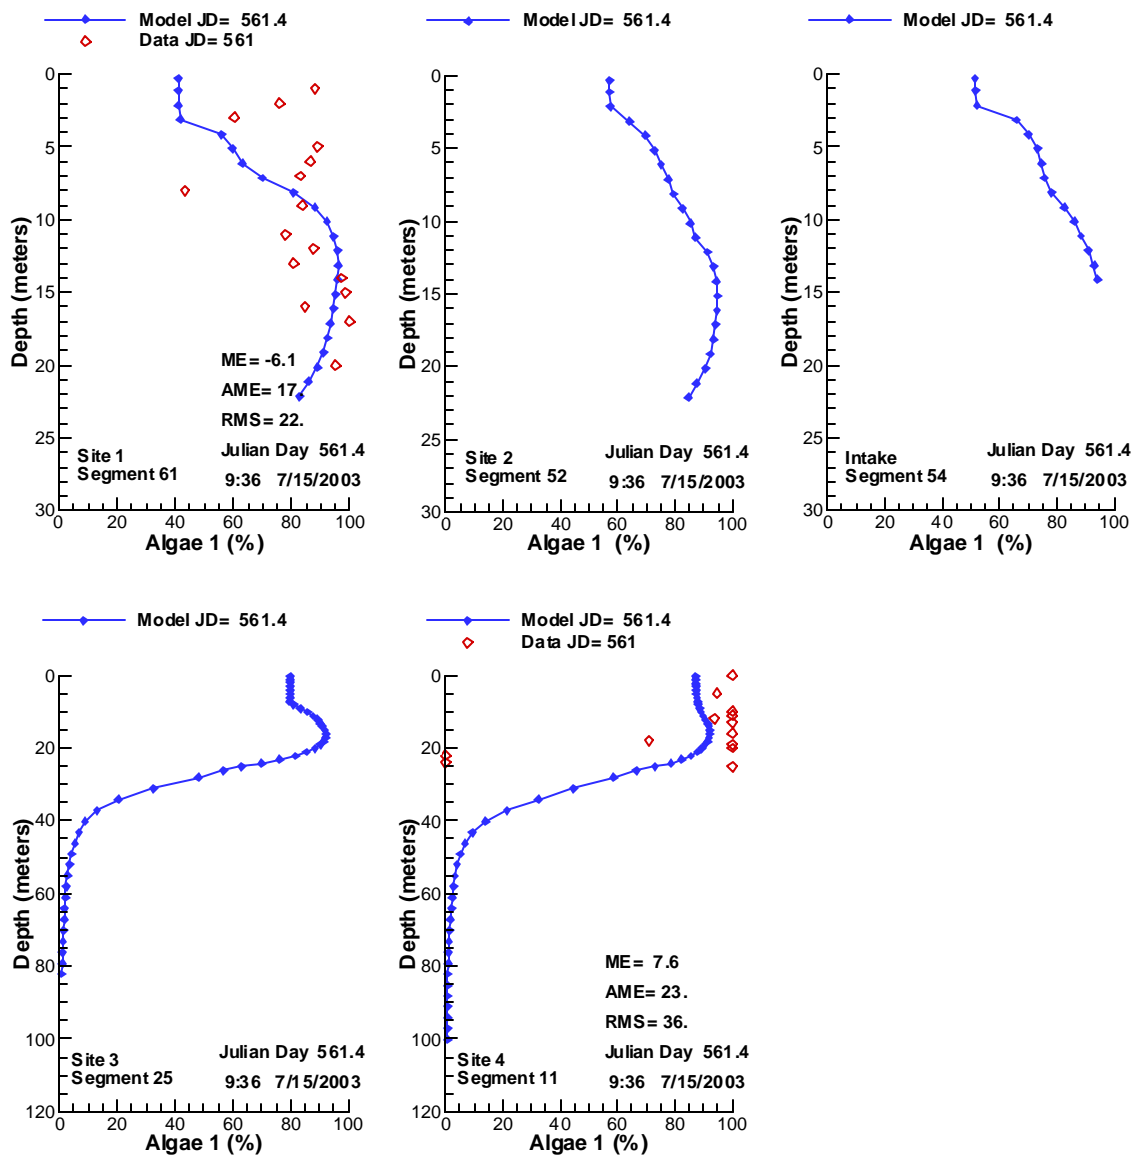 Model JD= 561.4
Data JD= 561
0
5
10
15
20
25
30
0 20 40 60 80 100
Depth (meters)
Algae 1 (%)
ME= -6.1
AME= 17.
RMS= 22.
Site 1
Segment 61
Julian Day 561.4
9:36 7/15/2003
Model JD= 561.4
0
5
10
15
20
25
30
0 20 40 60 80 100
Depth (meters)
Algae 1 (%)
Site 2
Segment 52
Julian Day 561.4
9:36 7/15/2003
Model JD= 561.4
0
5
10
15
20
25
30
0 20 40 60 80 100
Depth (meters)
Algae 1 (%)
Intake
Segment 54
Julian Day 561.4
9:36 7/15/2003
Model JD= 561.4
0
20
40
60
80
100
120
0 20 40 60 80 100
Depth (meters)
Algae 1 (%)
Site 3
Segment 25
Julian Day 561.4
9:36 7/15/2003
Model JD= 561.4
Data JD= 561
0
20
40
60
80
100
120
0 20 40 60 80 100
Depth (meters)
Algae 1 (%)
ME= 7.6
AME= 23.
RMS= 36.
Site 4
Segment 11
Julian Day 561.4
9:36 7/15/2003